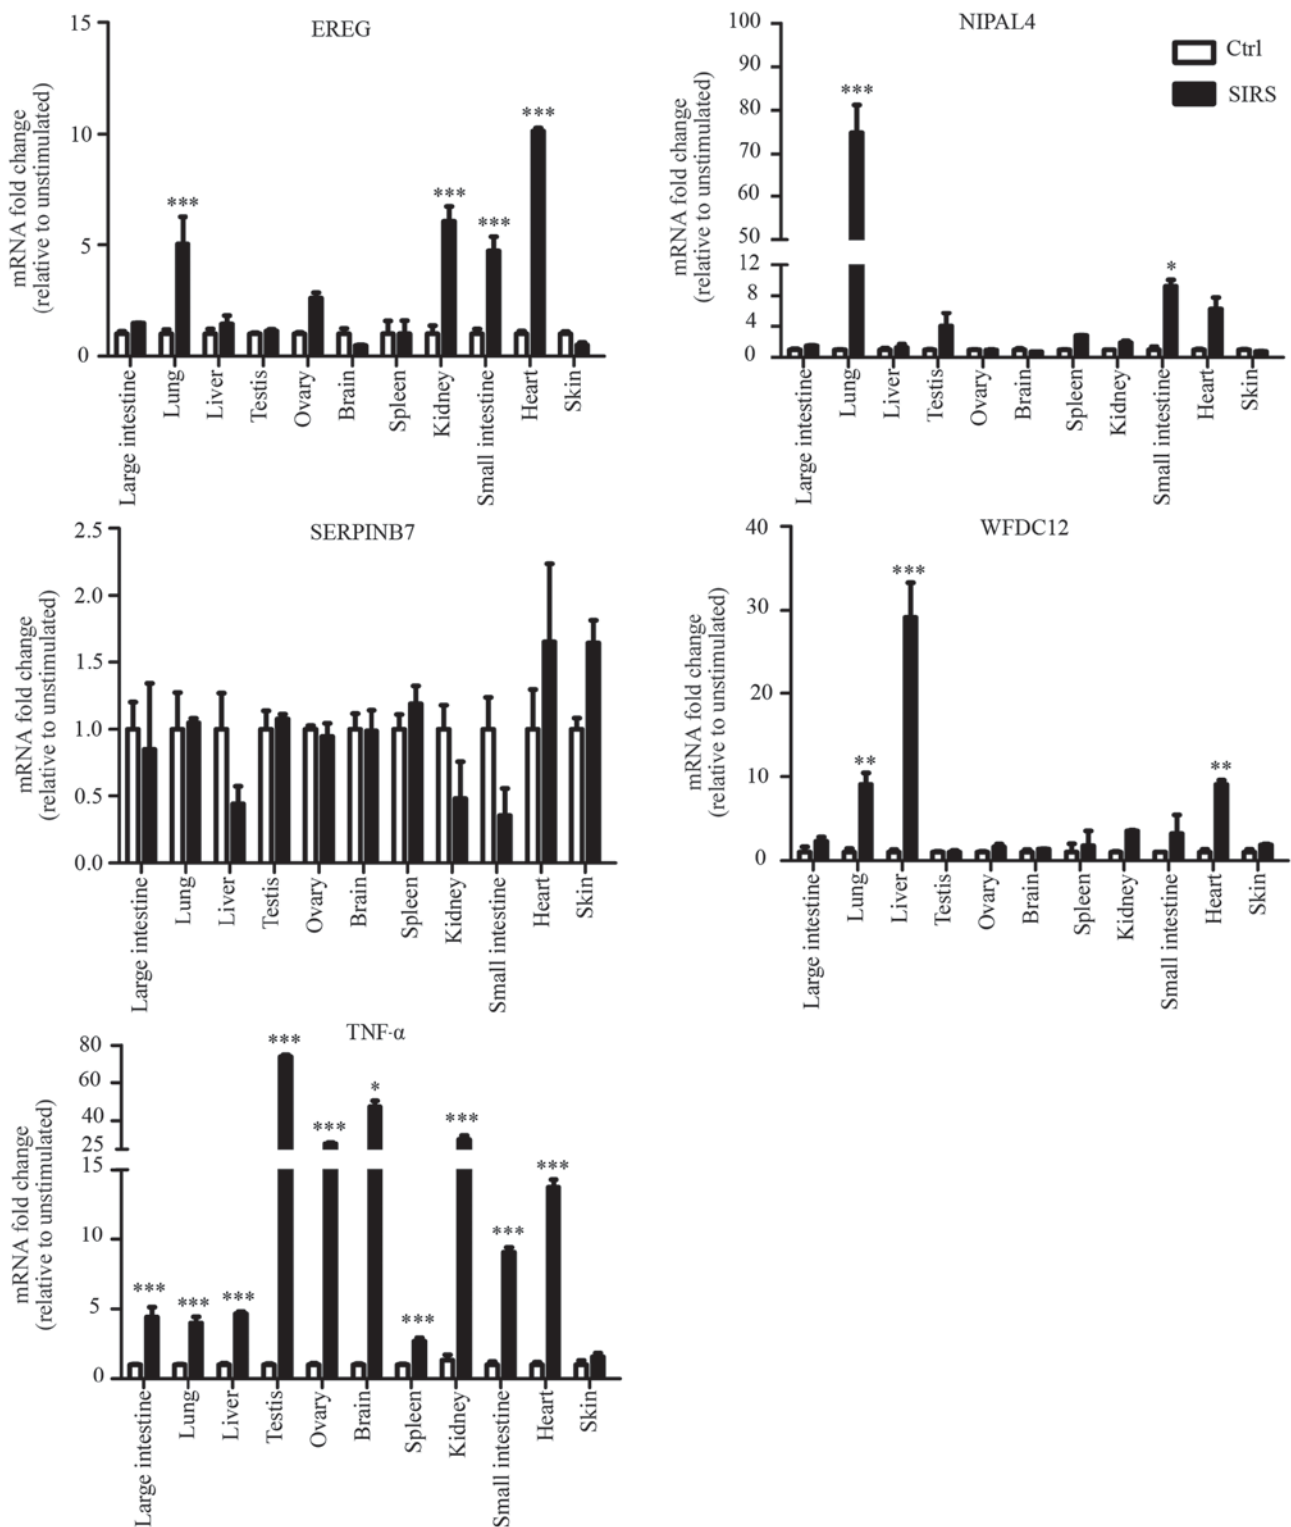 EREG
mRNA fold change
(relative to unstimulated)
15
10
5
0
***
***
***
***
Large intestine
Lung
Liver
Testis
Ovary
Brain
Spleen
Kidney
Small intestine
Heart
Skin
NIPAL4
Ctrl
SIRS
mRNA fold change
(relative to unstimulated)
100
90
80
70
60
50
12
8
4
0
***
*
Large intestine
Lung
Liver
Testis
Ovary
Brain
Spleen
Kidney
Small intestine
Heart
Skin
SERPINB7
mRNA fold change
(relative to unstimulated)
2.5
2.0
1.5
1.0
0.5
0.0
Large intestine
Lung
Liver
Testis
Ovary
Brain
Spleen
Kidney
Small intestine
Heart
Skin
WFDC12
mRNA fold change
(relative to unstimulated)
40
30
20
10
0
**
***
**
Large intestine
Lung
Liver
Testis
Ovary
Brain
Spleen
Kidney
Small intestine
Heart
Skin
TNF-α
mRNA fold change
(relative to unstimulated)
80
60
40
25
15
10
5
0
***
***
***
***
***
*
***
***
***
***
Large intestine
Lung
Liver
Testis
Ovary
Brain
Spleen
Kidney
Small intestine
Heart
Skin